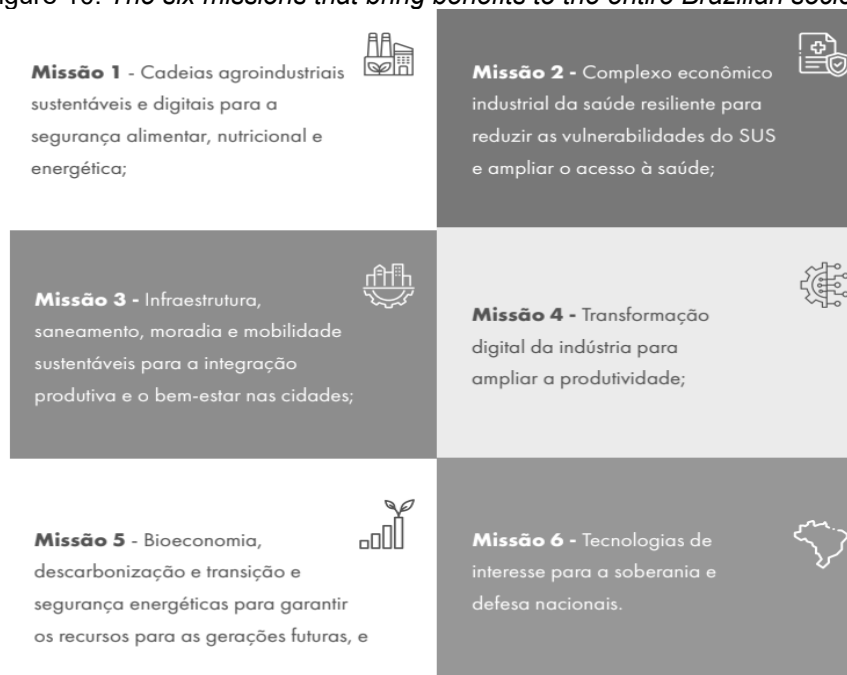 The six missions that bring benefits to the entire Brazilian
Missão 1 - Cadeias agroindustriais
sustentáveis e digitais para a
segurança alimentar, nutricional e
energética;
Missão 2 - Complexo econômico
industrial da saúde resiliente para
reduzir as vulnerabilidades do SUS
e ampliar o acesso à saúde;
Missão 3 - Infraestrutura,
saneamento, moradia e mobilidade
sustentáveis para a integração
produtiva e o bem-estar nas cidades;
Missão 4 - Transformação
digital da indústria para
ampliar a produtividade;
Missão 5 - Bioeconomia,
descarbonização e transição e
segurança energéticas para garantir
os recursos para as gerações futuras, e
Missão 6 - Tecnologias de
interesse para a soberania e
defesa nacionais.